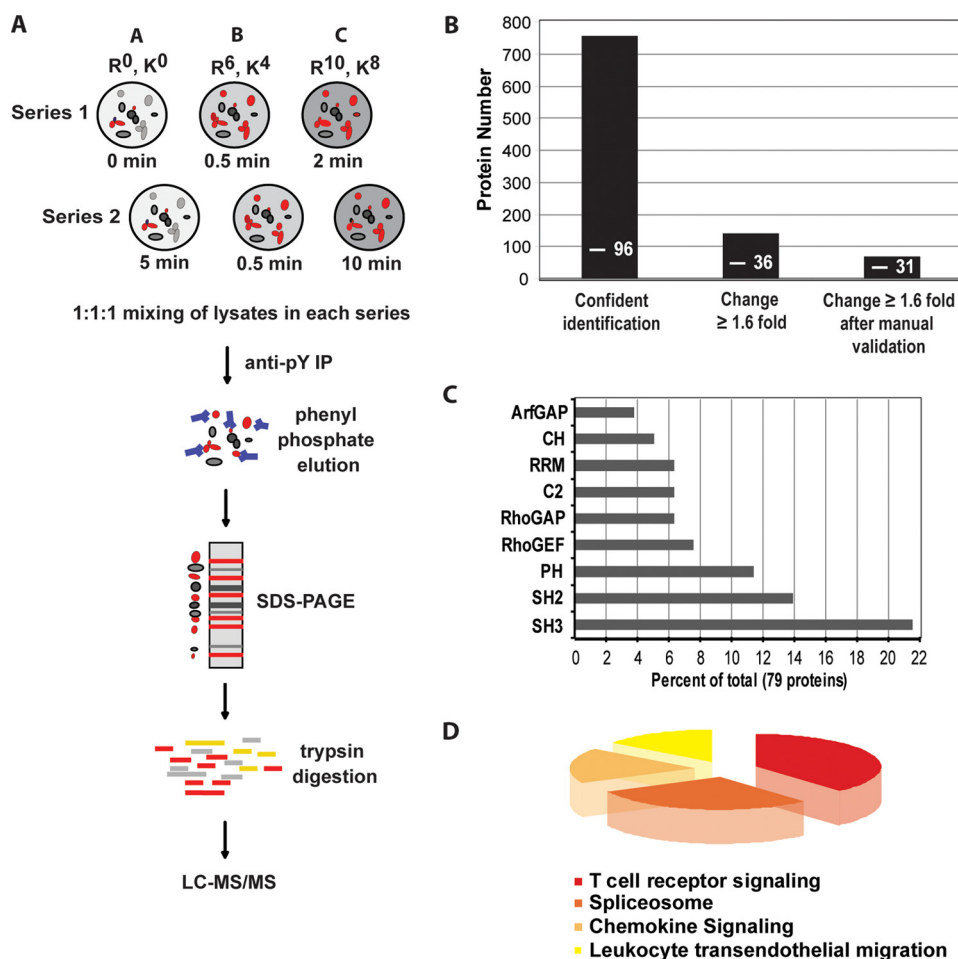 A
A B C
R⁰, K⁰ R⁶, K⁴ R¹⁰, K⁸
Series 1
0 min 0.5 min 2 min
Series 2
5 min 0.5 min 10 min
1:1:1 mixing of lysates in each series
anti-pY IP
phenyl
phosphate
elution
SDS-PAGE
trypsin
digestion
LC-MS/MS
B
Protein Number
800
700
600
500
400
300
200
100
0
— 96
— 36
— 31
Confident
identification
Change
≥ 1.6 fold
Change ≥ 1.6 fold
after manual
validation
C
ArfGAP
CH
RRM
C2
RhoGAP
RhoGEF
PH
SH2
SH3
0 2 4 6 8 10 12 14 16 18 20 22
Percent of total (79 proteins)
D
T cell receptor signaling
Spliceosome
Chemokine Signaling
Leukocyte transendothelial migration